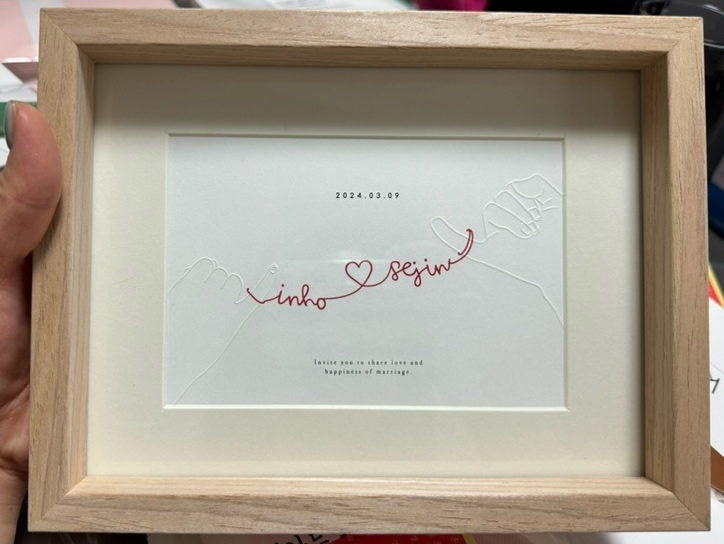 2024.03.09
inho ♡ sejin
Invite you to share love and
happiness of marriage.